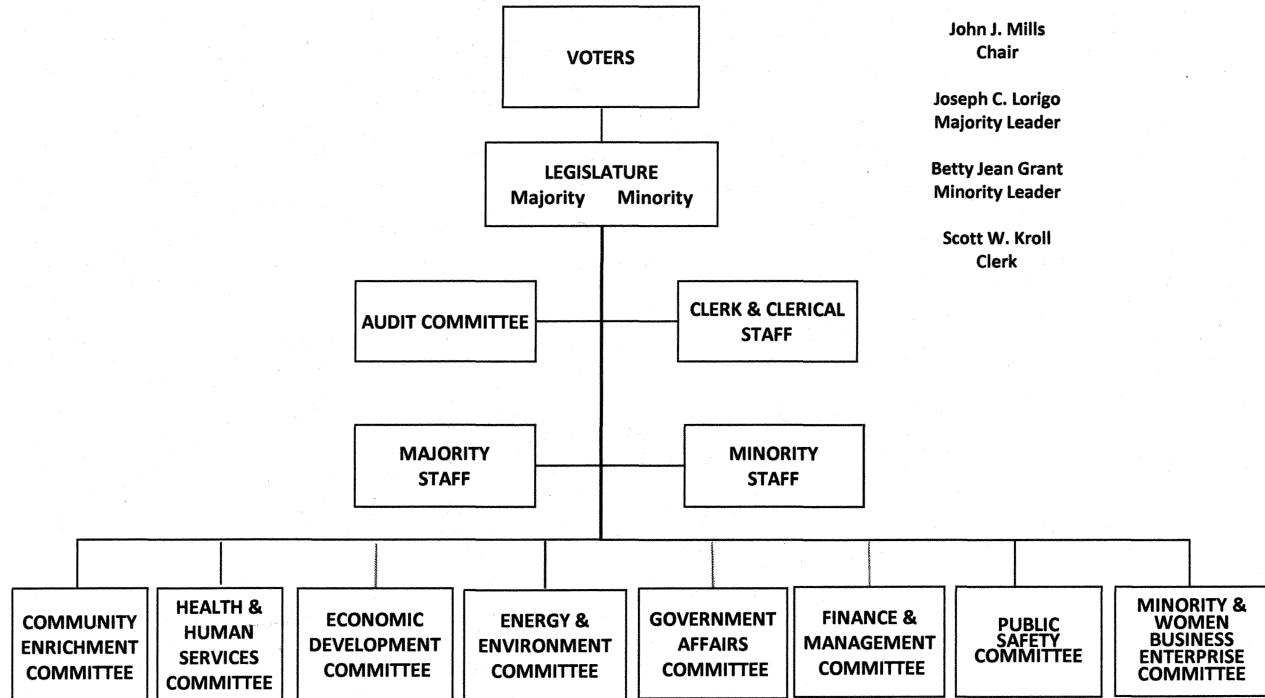 VOTERS
John J. Mills
Chair
Joseph C. Lorigo
Majority Leader
Betty Jean Grant
Minority Leader
Scott W. Kroll
Clerk
LEGISLATURE
Majority Minority
AUDIT COMMITTEE
CLERK & CLERICAL
STAFF
MAJORITY
STAFF
MINORITY
STAFF
COMMUNITY
ENRICHMENT
COMMITTEE
HEALTH &
HUMAN
SERVICES
COMMITTEE
ECONOMIC
DEVELOPMENT
COMMITTEE
ENERGY &
ENVIRONMENT
COMMITTEE
GOVERNMENT
AFFAIRS
COMMITTEE
FINANCE &
MANAGEMENT
COMMITTEE
PUBLIC
SAFETY
COMMITTEE
MINORITY &
WOMEN
BUSINESS
ENTERPRISE
COMMITTEE